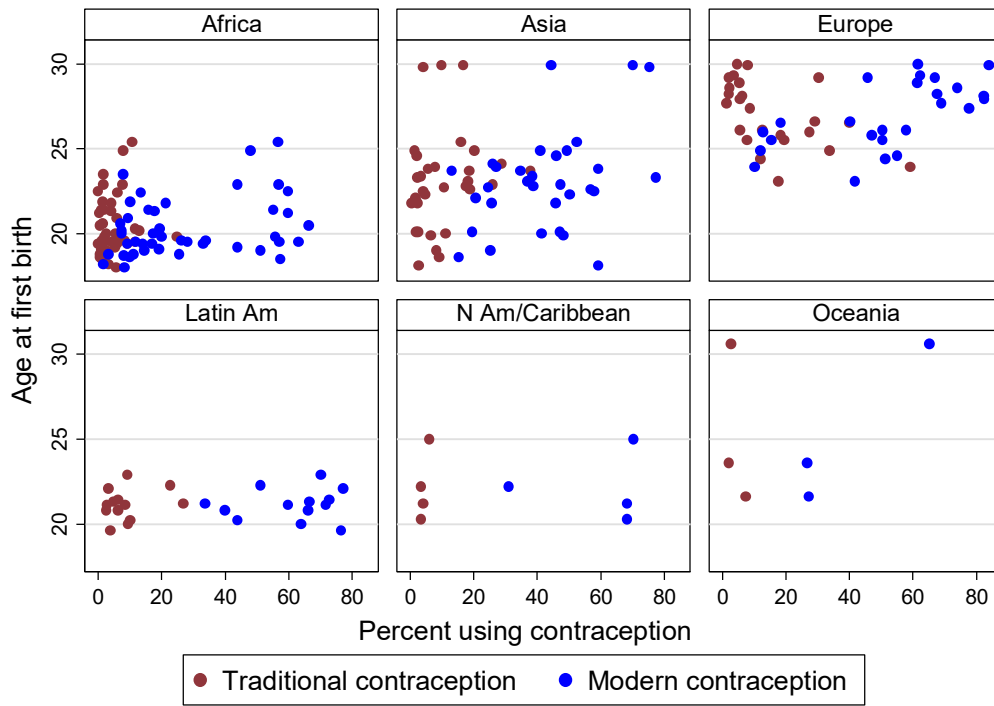 Africa
Asia
Europe
30
25
20
Latin Am
N Am/Caribbean
Oceania
30
25
20
Age at first birth
0 20 40 60 80
0 20 40 60 80
0 20 40 60 80
Percent using contraception
Traditional contraception
Modern contraception